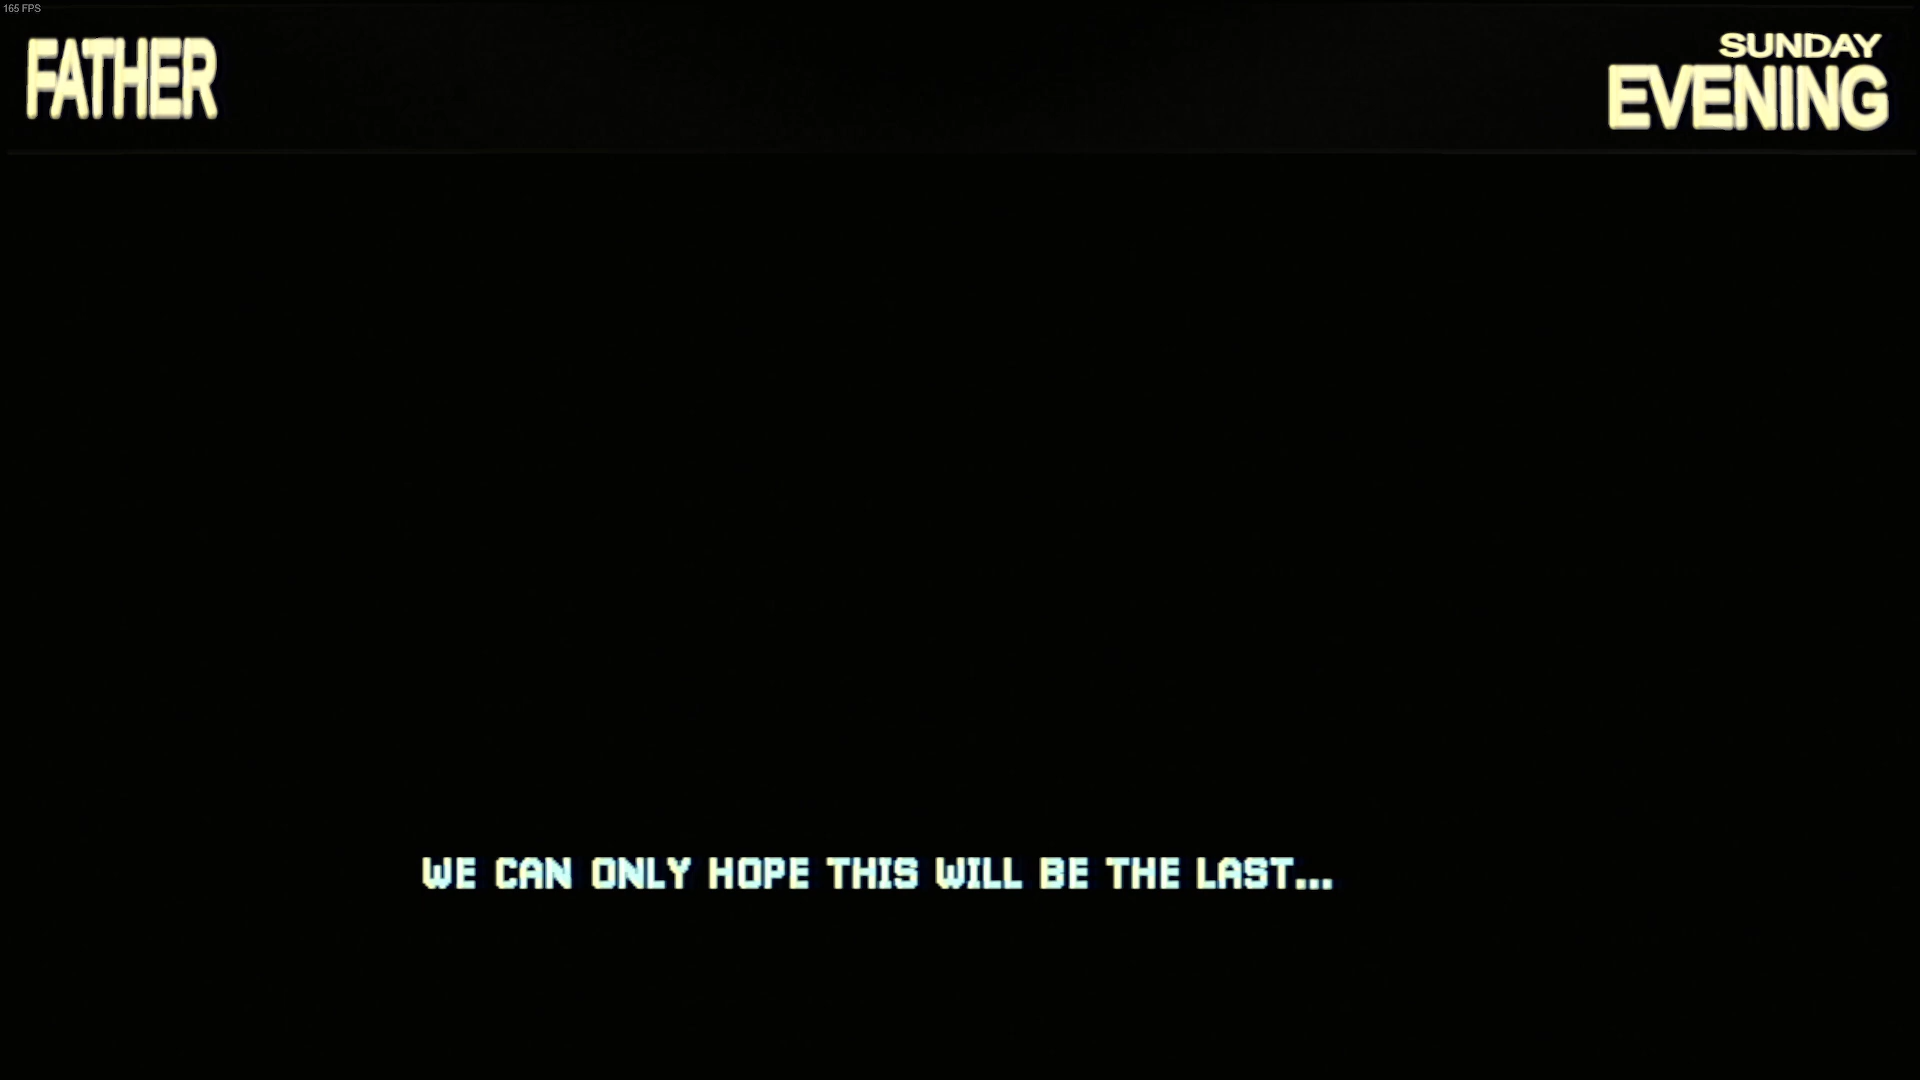 165 FPS
FATHER
SUNDAY
EVENING
WE CAN ONLY HOPE THIS WILL BE THE LAST...